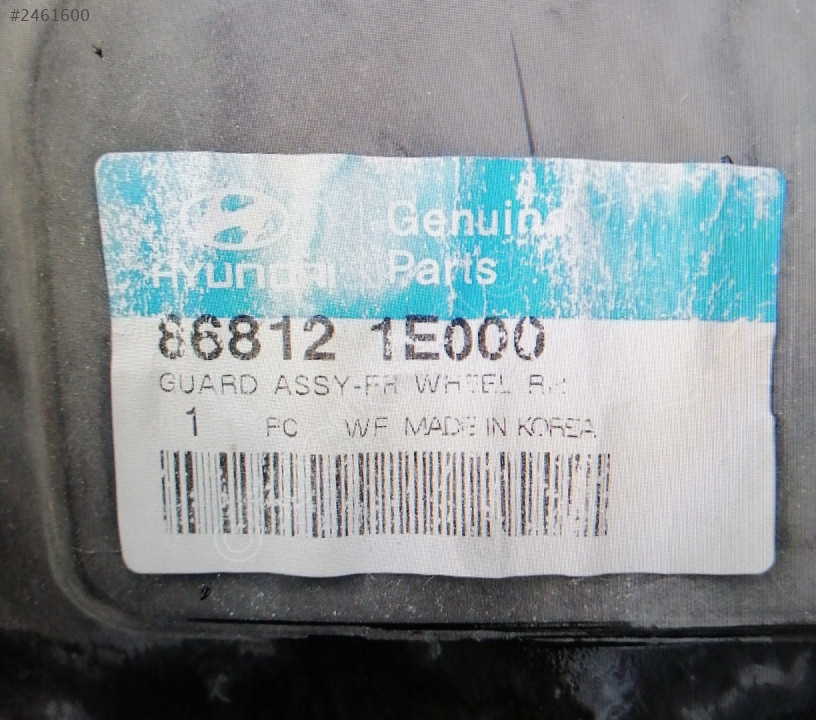 #2461600
Genuine
HYUNDAI
Parts
86812 1E000
GUARD ASSY-FR WHEEL RH
1 PC WF MADE IN KOREA